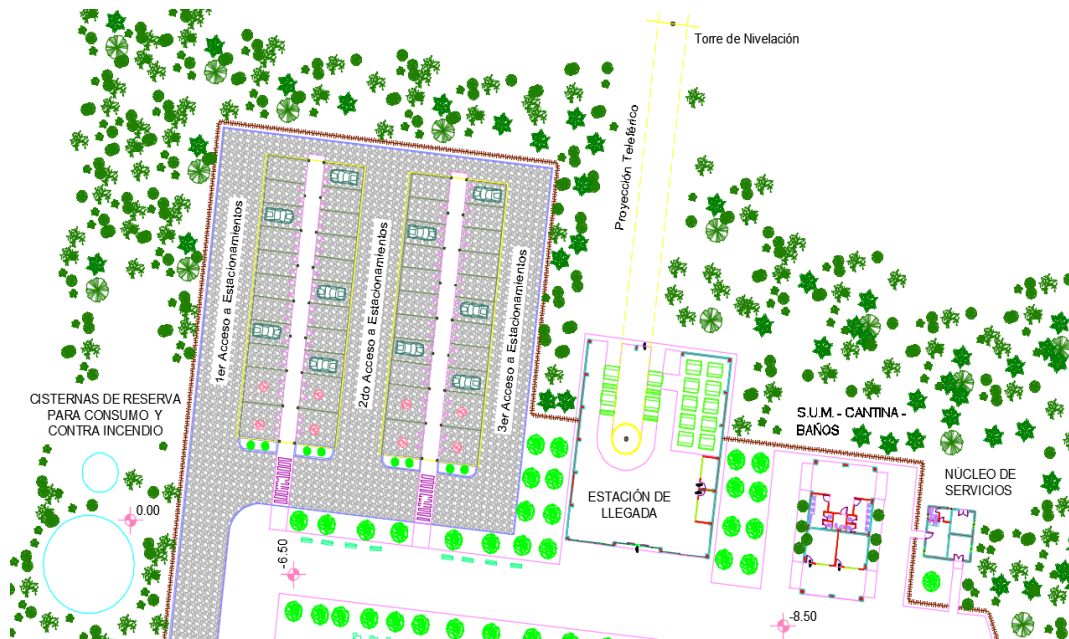 Torre de Nivelación
Proyección Teleférico
1er Acceso a Estacionamientos
2do Acceso a Estacionamientos
3er Acceso a Estacionamientos
CISTERNAS DE RESERVA
PARA CONSUMO Y
CONTRA INCENDIO
S.U.M. - CANTINA -
BAÑOS
NÚCLEO DE
SERVICIOS
ESTACIÓN DE
LLEGADA
0.00
-6.50
-8.50